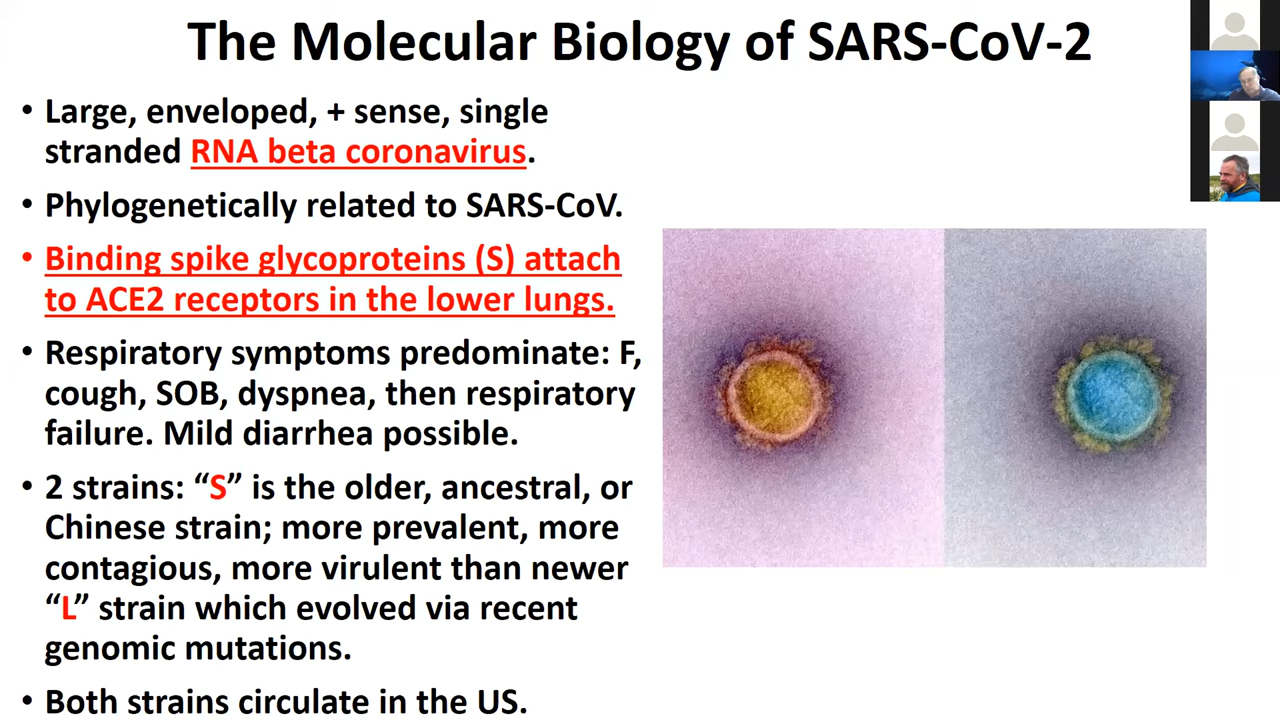 The Molecular Biology of SARS-CoV-2
• Large, enveloped, + sense, single
stranded RNA beta coronavirus.
• Phylogenetically related to SARS-CoV.
• Binding spike glycoproteins (S) attach
to ACE2 receptors in the lower lungs.
• Respiratory symptoms predominate: F,
cough, SOB, dyspnea, then respiratory
failure. Mild diarrhea possible.
• 2 strains: “S” is the older, ancestral, or
Chinese strain; more prevalent, more
contagious, more virulent than newer
“L” strain which evolved via recent
genomic mutations.
• Both strains circulate in the US.